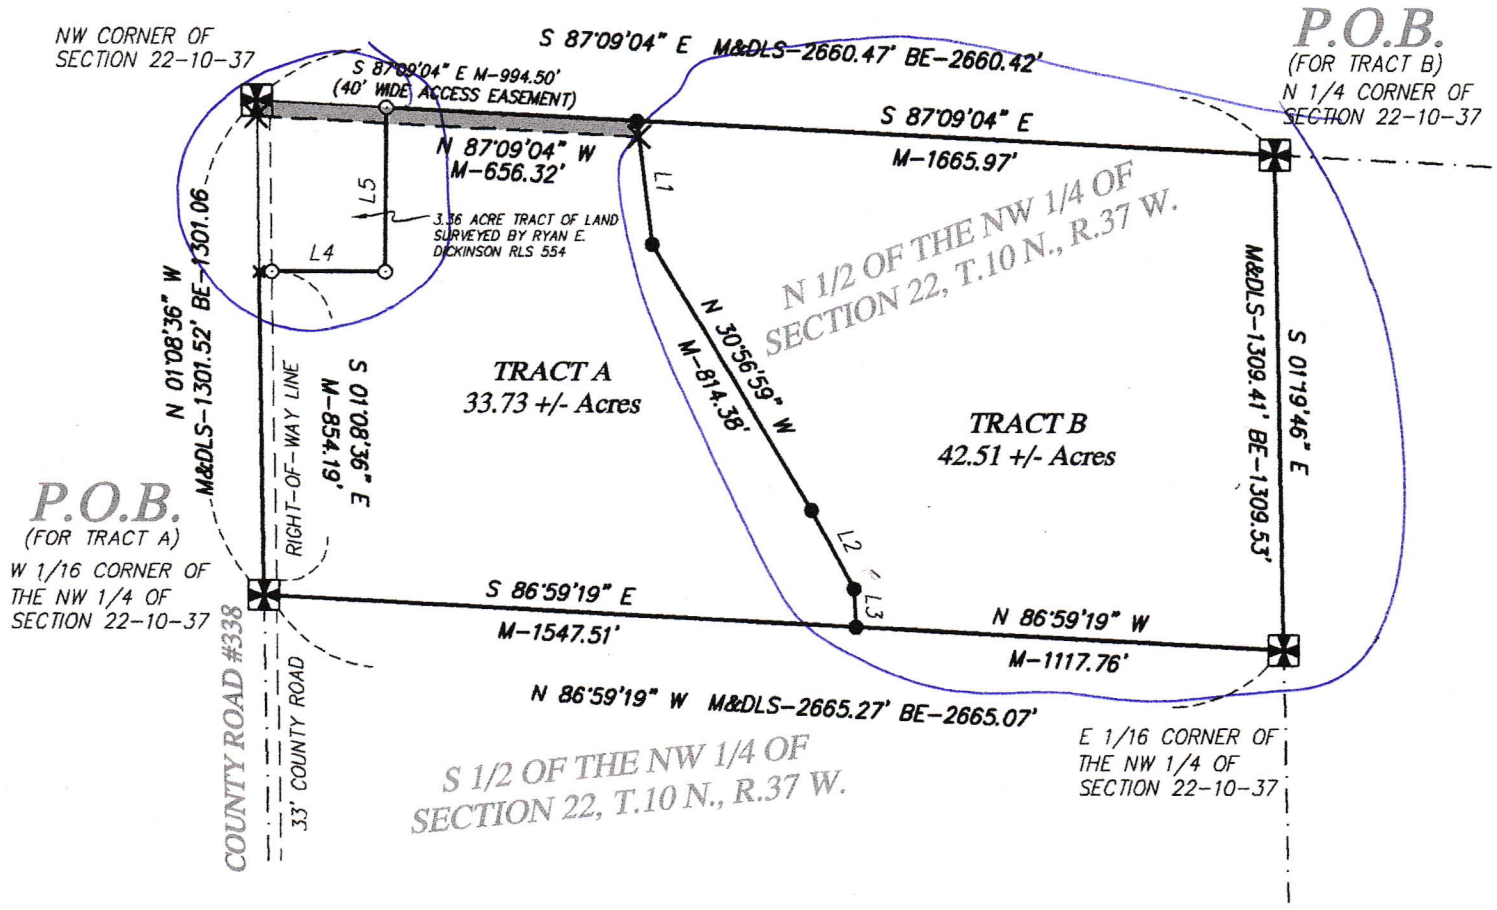 NW CORNER OF
SECTION 22-10-37
S 87°09'04" E M&DLS-2660.47' BE-2660.42'
P.O.B.
(FOR TRACT B)
N 1/4 CORNER OF
SECTION 22-10-37
S 87°09'04" E M-994.50'
(40' WIDE ACCESS EASEMENT)
N 87°09'04" W
M-656.32'
S 87°09'04" E
M-1665.97'
L1
L5
L4
3.36 ACRE TRACT OF LAND
SURVEYED BY RYAN E.
DICKINSON RLS 554
N 1/2 OF THE NW 1/4 OF
SECTION 22, T.10 N., R.37 W.
N 01°08'36" W
M&DLS-1301.52' BE-1301.06
S 01°08'36" E
M-854.19'
RIGHT-OF-WAY LINE
TRACT A
33.73 +/- Acres
N 30°56'59" W
M-814.38'
TRACT B
42.51 +/- Acres
S 01°19'46" E
M&DLS-1309.41' BE-1309.53'
P.O.B.
(FOR TRACT A)
W 1/16 CORNER OF
THE NW 1/4 OF
SECTION 22-10-37
L2
L3
S 86°59'19" E
M-1547.51'
N 86°59'19" W
M-1117.76'
N 86°59'19" W M&DLS-2665.27' BE-2665.07'
COUNTY ROAD #338
33' COUNTY ROAD
S 1/2 OF THE NW 1/4 OF
SECTION 22, T.10 N., R.37 W.
E 1/16 CORNER OF
THE NW 1/4 OF
SECTION 22-10-37